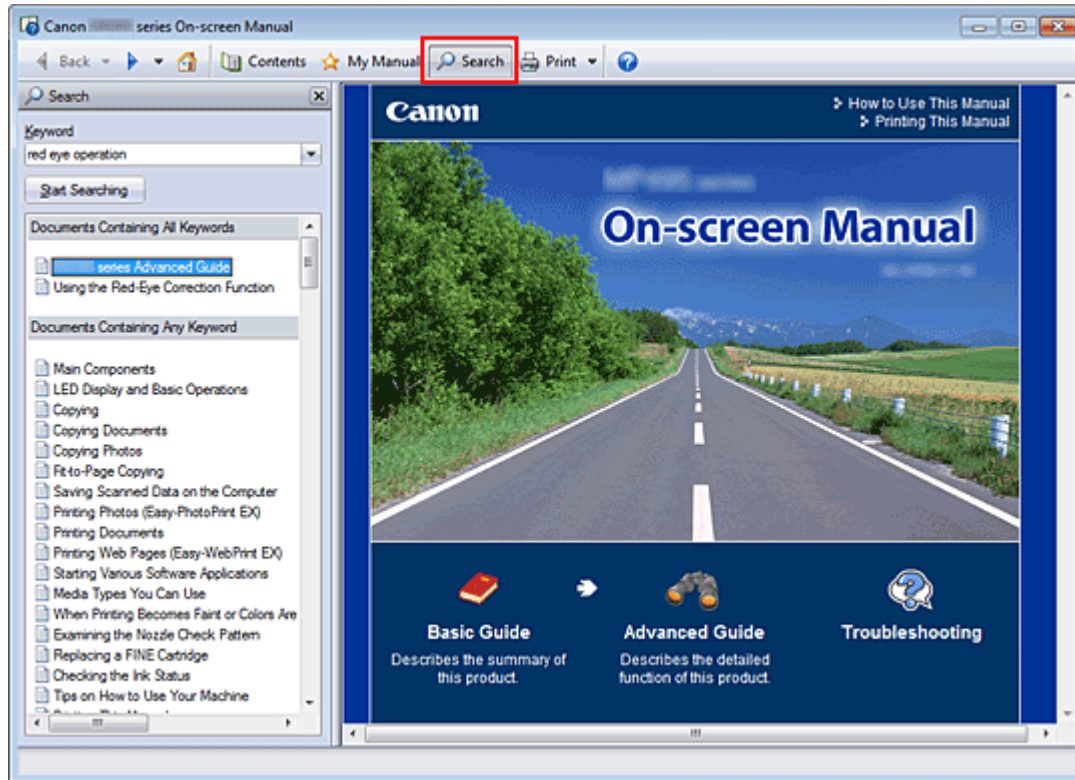 Canon series On-screen Manual
Back Contents My Manual Search Print
Search
Keyword
red eye operation
Start Searching
Documents Containing All Keywords
series Advanced Guide
Using the Red-Eye Correction Function
Documents Containing Any Keyword
Main Components
LED Display and Basic Operations
Copying
Copying Documents
Copying Photos
Fit-to-Page Copying
Saving Scanned Data on the Computer
Printing Photos (Easy-PhotoPrint EX)
Printing Documents
Printing Web Pages (Easy-WebPrint EX)
Starting Various Software Applications
Media Types You Can Use
When Printing Becomes Faint or Colors Are
Examining the Nozzle Check Pattern
Replacing a FINE Cartridge
Checking the Ink Status
Tips on How to Use Your Machine
Canon
How to Use This Manual
Printing This Manual
series
On-screen Manual
Basic Guide
Describes the summary of
this product.
Advanced Guide
Describes the detailed
function of this product.
Troubleshooting